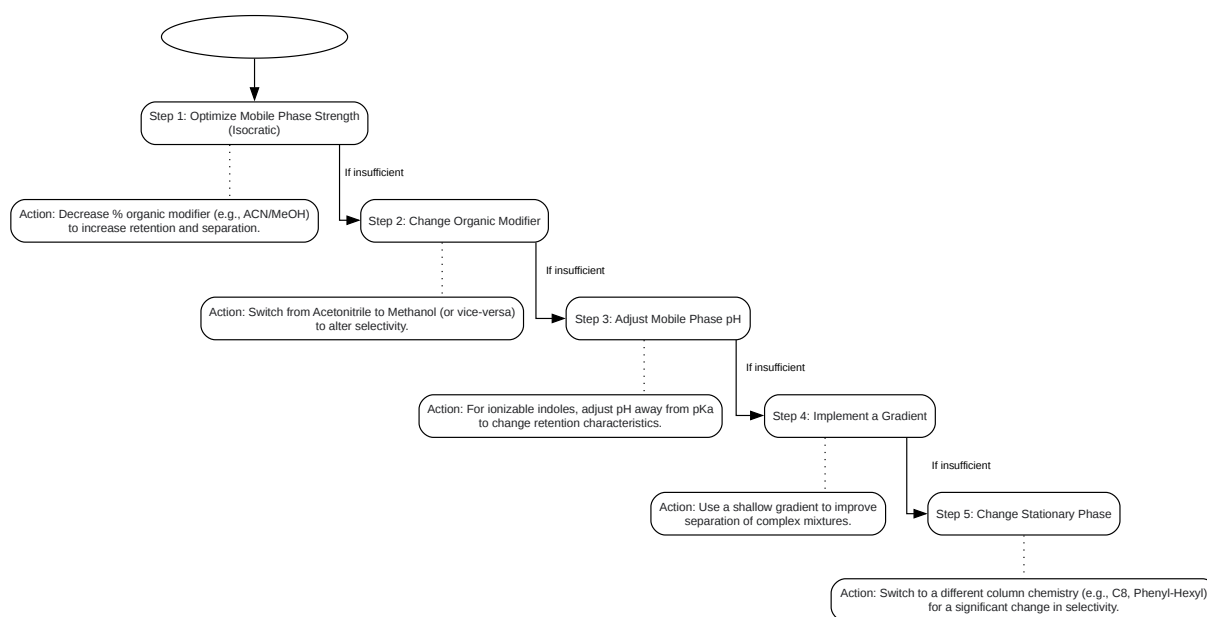 Step 1: Optimize Mobile Phase Strength
(Isocratic)
If insufficient
Action: Decrease % organic modifier (e.g., ACN/MeOH)
to increase retention and separation.
Step 2: Change Organic Modifier
If insufficient
Action: Switch from Acetonitrile to Methanol (or vice-versa)
to alter selectivity.
Step 3: Adjust Mobile Phase pH
If insufficient
Action: For ionizable indoles, adjust pH away from pKa
to change retention characteristics.
Step 4: Implement a Gradient
If insufficient
Action: Use a shallow gradient to improve
separation of complex mixtures.
Step 5: Change Stationary Phase
Action: Switch to a different column chemistry (e.g., C8, Phenyl-Hexyl)
for a significant change in selectivity.